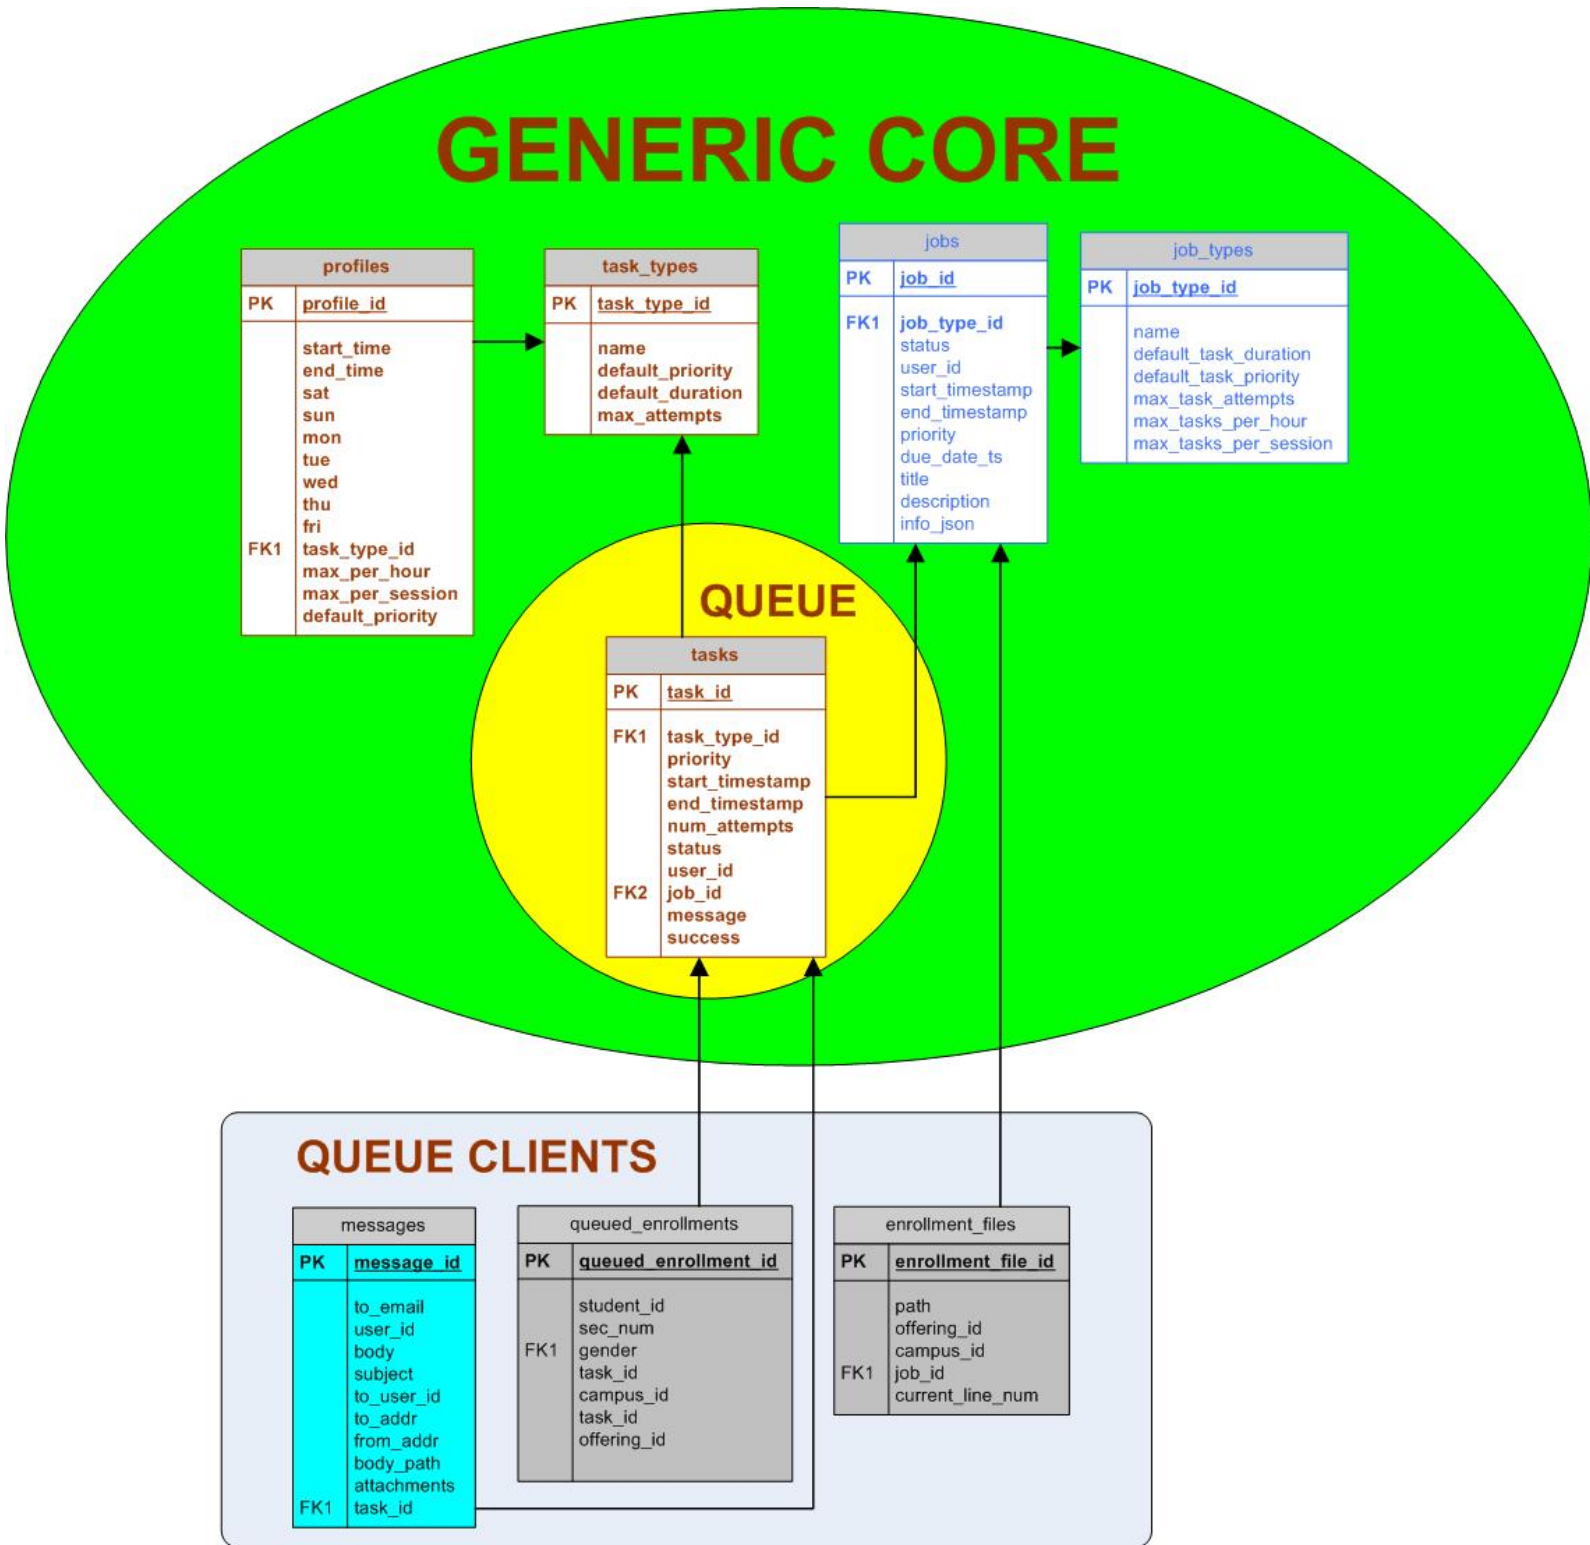 GENERIC CORE
profiles
PK profile_id
start_time
end_time
sat
sun
mon
tue
wed
thu
fri
FK1 task_type_id
max_per_hour
max_per_session
default_priority
task_types
PK task_type_id
name
default_priority
default_duration
max_attempts
jobs
PK job_id
FK1 job_type_id
status
user_id
start_timestamp
end_timestamp
priority
due_date_ts
title
description
info_json
job_types
PK job_type_id
name
default_task_duration
default_task_priority
max_task_attempts
max_tasks_per_hour
max_tasks_per_session
QUEUE
tasks
PK task_id
FK1 task_type_id
priority
start_timestamp
end_timestamp
num_attempts
status
user_id
FK2 job_id
message
success
QUEUE CLIENTS
messages
PK message_id
to_email
user_id
body
subject
to_user_id
to_addr
from_addr
body_path
attachments
FK1 task_id
queued_enrollments
PK queued_enrollment_id
student_id
sec_num
FK1 gender
task_id
campus_id
task_id
offering_id
enrollment_files
PK enrollment_file_id
path
offering_id
campus_id
FK1 job_id
current_line_num